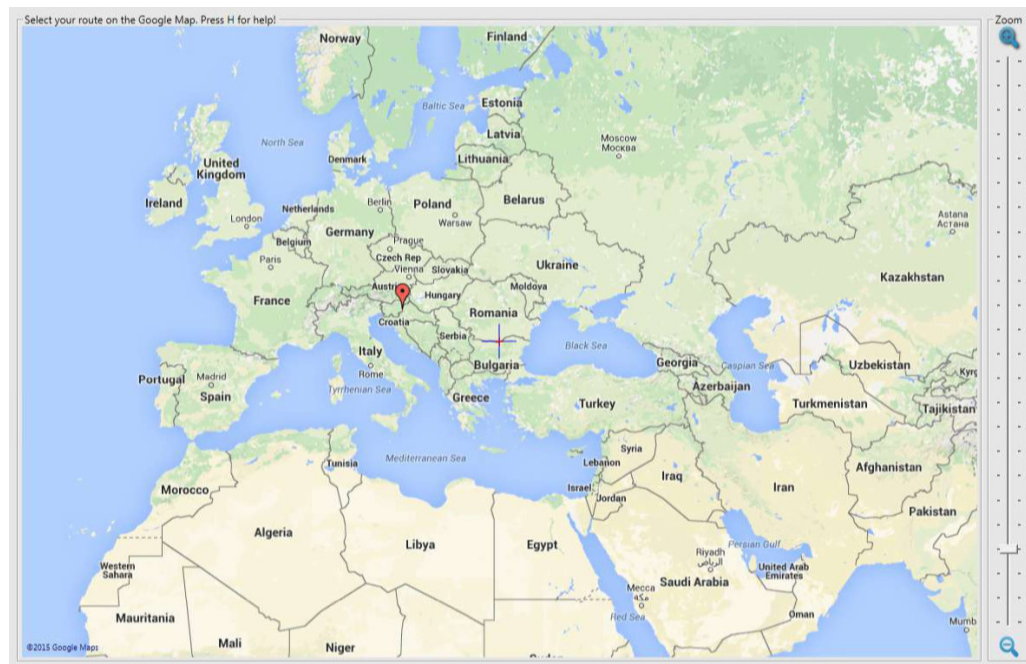 Select your route on the Google Map. Press H for help!
Zoom
Norway
Finland
Baltic Sea
Estonia
North Sea
Latvia
Moscow
Москва
Denmark
Lithuania
United
Kingdom
Ireland
Netherlands
Berlin
Poland
Belarus
London
Warsaw
Astana
Астана
Belgium
Germany
Prague
Paris
Czech Rep
Vienna
Slovakia
Ukraine
Kazakhstan
Austri
Hungary
Moldova
France
Romania
Croatia
Serbia
Black Sea
Italy
Bulgaria
Georgia
Caspian Sea
Uzbekistan
Kyrg
Rome
Portugal
Madrid
Spain
Tyrrhenian Sea
Greece
Turkey
Azerbaijan
Turkmenistan
Tajikistan
Tunisia
Mediterranean Sea
Syria
Lebanon
Iraq
Iran
Afghanistan
Morocco
Israel
Jordan
Pakistan
Algeria
Libya
Egypt
Persian Gulf
Riyadh
الرياض
Western
Sahara
United Arab
Emirates
Saudi Arabia
Mecca
مكة
Mauritania
Red Sea
Oman
Mumb
Mali
Niger
©2015 Google Maps